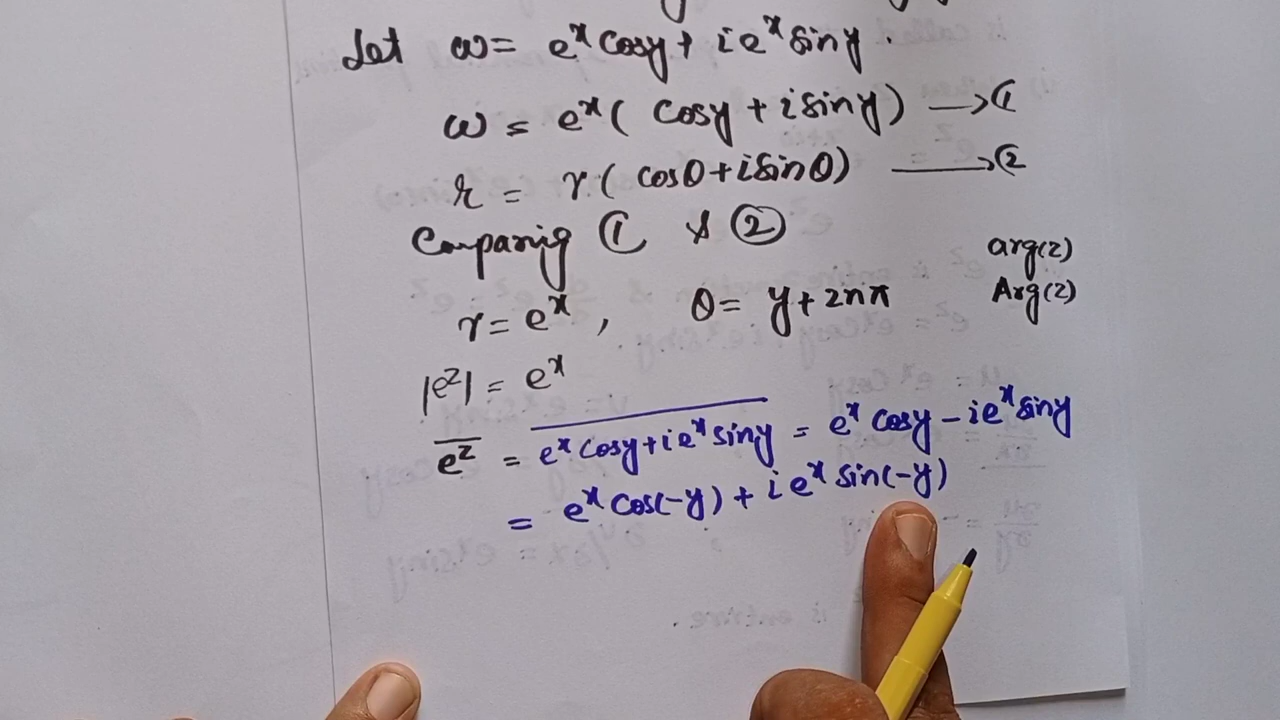 Let ω = e^x cosy + i e^x siny.
ω = e^x ( cosy + i siny ) —> (1
r = r ( cosθ + i sinθ ) —> (2
Comparig (1 & (2)
arg(z)
r = e^x , θ = y + 2nπ Arg(z)
|e^z| = e^x
\overline{e^z} = \overline{e^x cosy + i e^x siny} = e^x cosy - i e^x siny
= e^x cos(-y) + i e^x sin(-y)